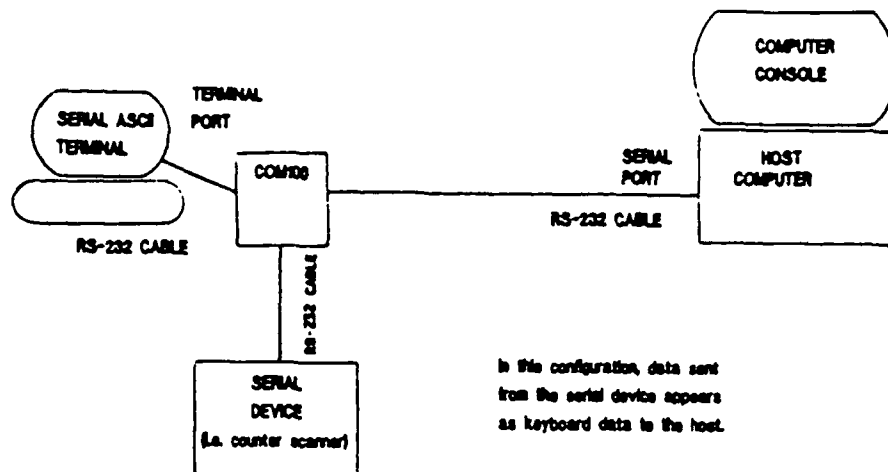 COMPUTER
CONSOLE
TERMINAL
PORT
SERIAL ASCII
TERMINAL
COM100
SERIAL
PORT
HOST
COMPUTER
RS-232 CABLE
RS-232 CABLE
RS-232 CABLE
SERIAL
DEVICE
(i.e. counter scanner)
In this configuration, data sent
from the serial device appears
as keyboard data to the host.